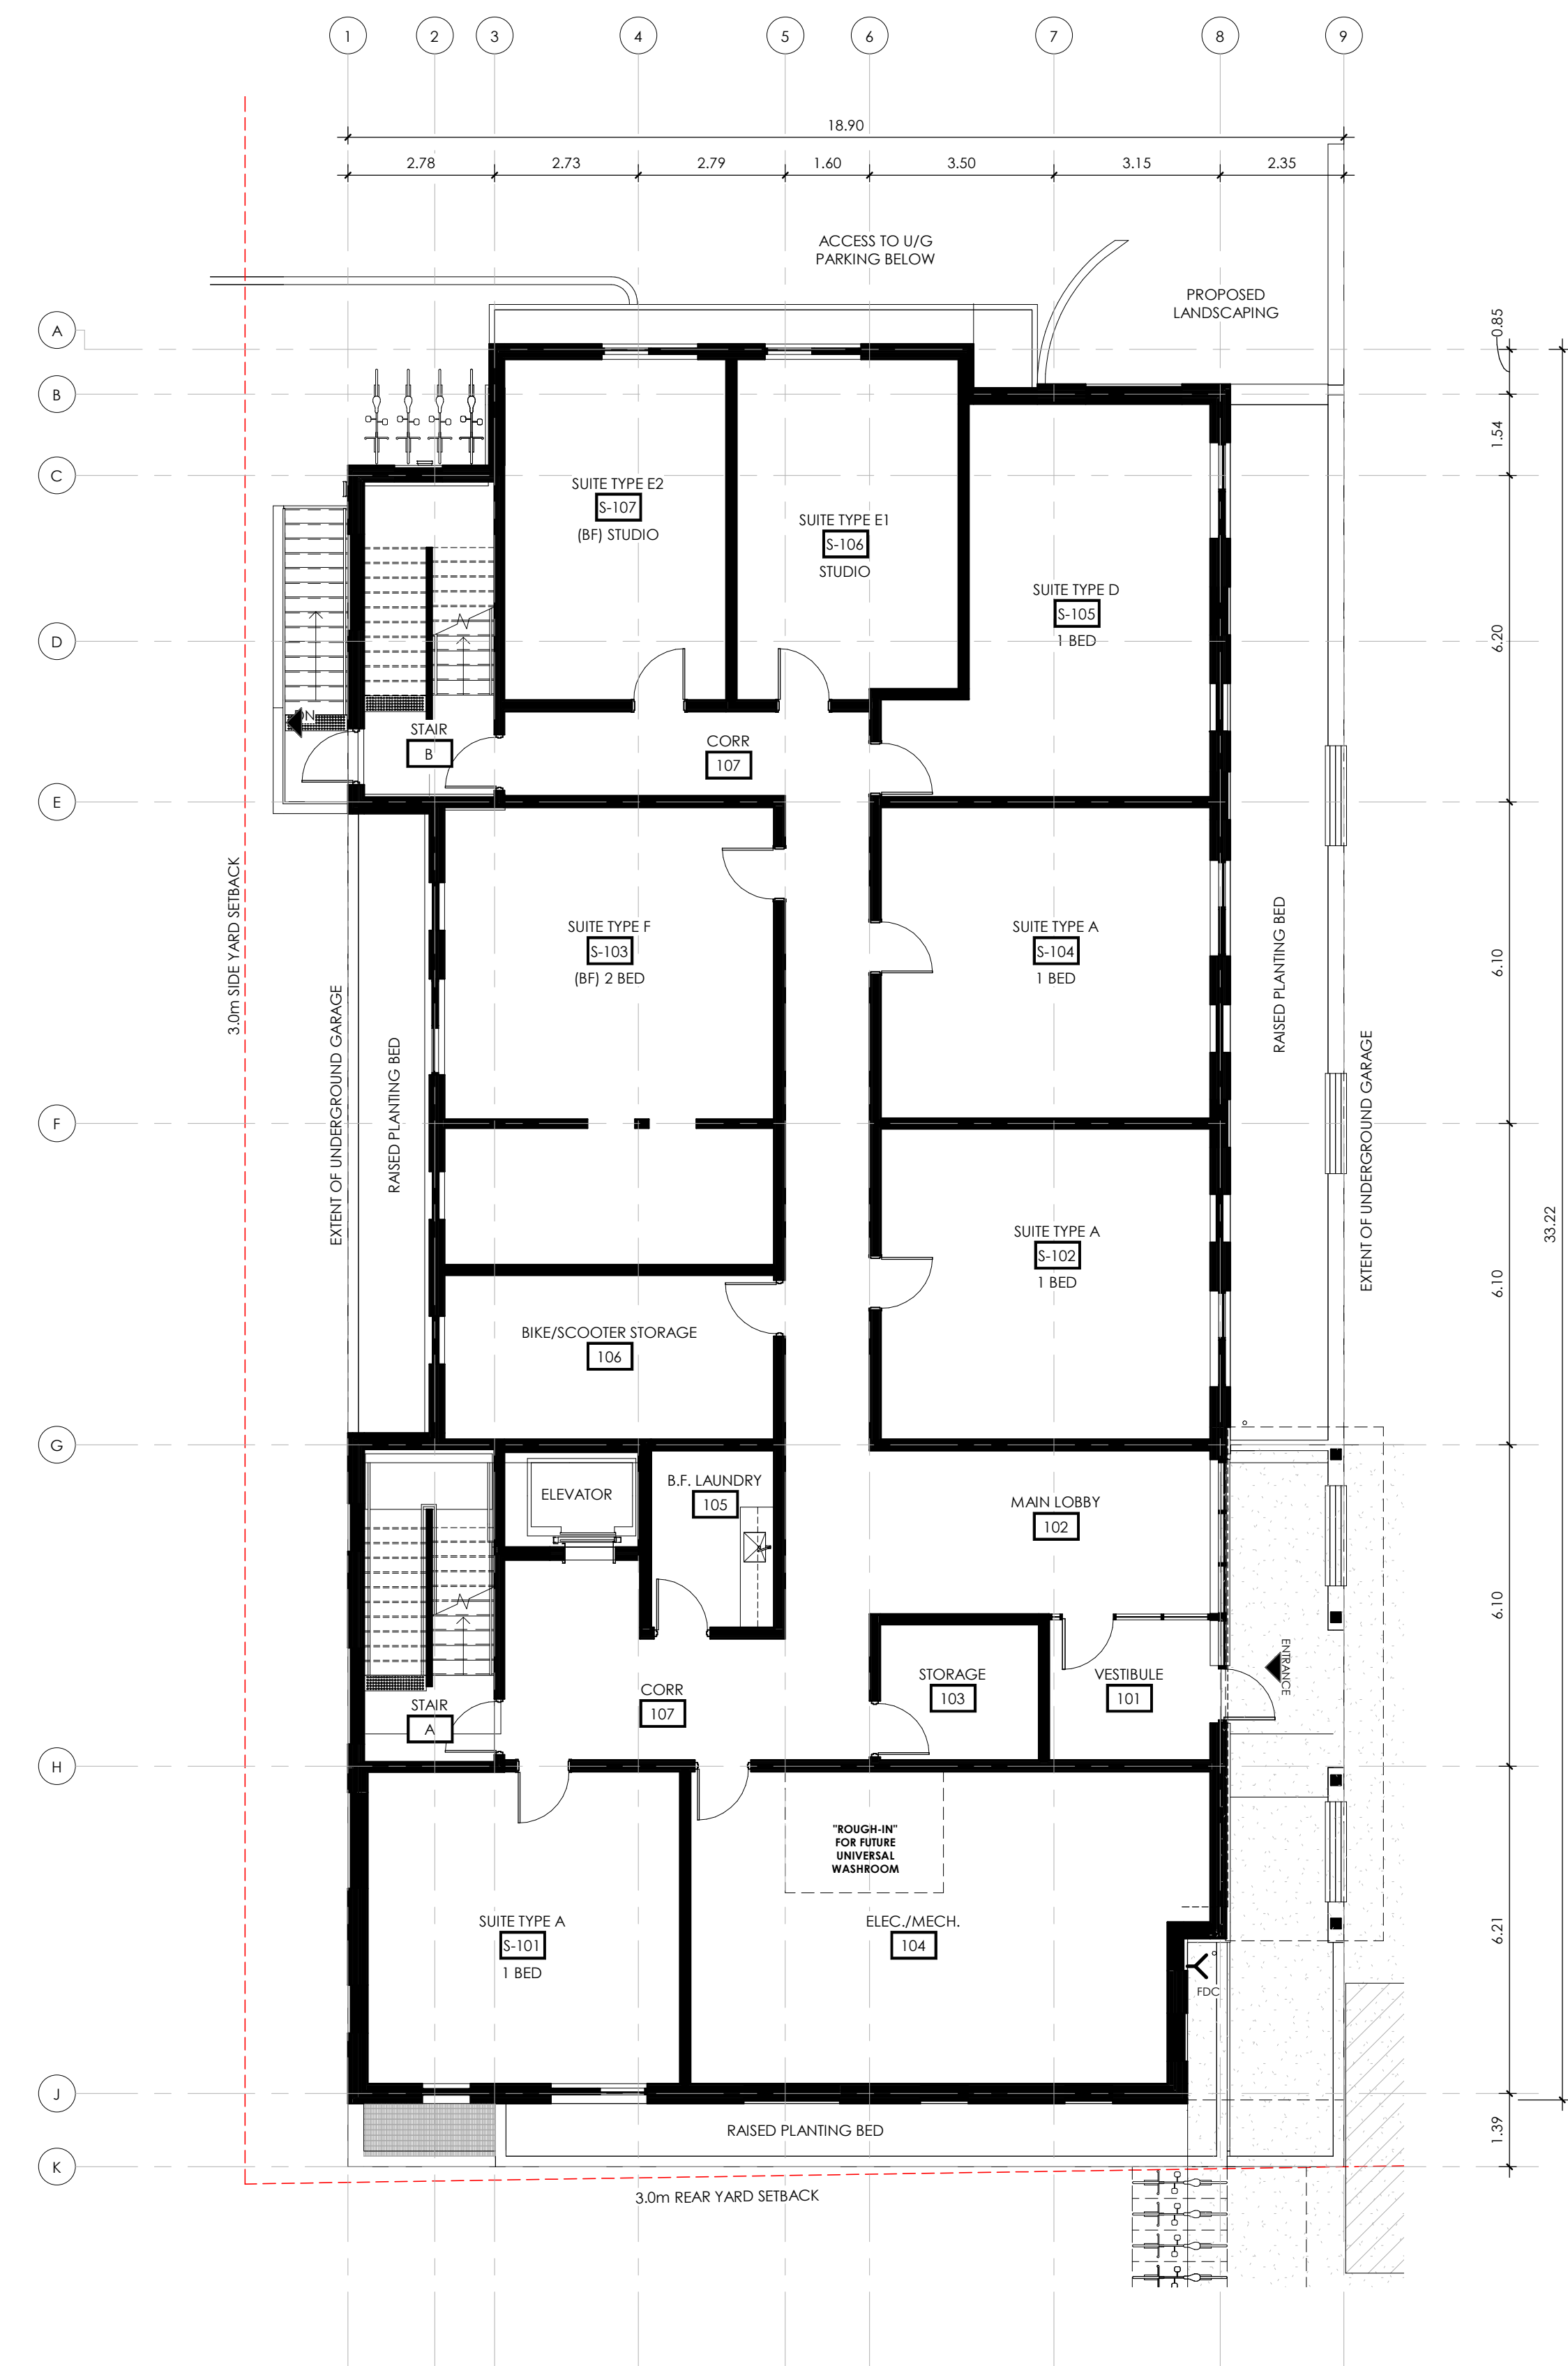 1 2 3 4 5 6 7 8 9
18.90
2.78 2.73 2.79 1.60 3.50 3.15 2.35
ACCESS TO U/G
PARKING BELOW
PROPOSED
LANDSCAPING
A
0.85
B
1.54
C
SUITE TYPE E2
S-107
(BF) STUDIO
SUITE TYPE E1
S-106
STUDIO
SUITE TYPE D
S-105
1 BED
D
6.20
DN
STAIR
B
CORR
107
E
3.0m SIDE YARD SETBACK
EXTENT OF UNDERGROUND GARAGE
RAISED PLANTING BED
SUITE TYPE F
S-103
(BF) 2 BED
SUITE TYPE A
S-104
1 BED
RAISED PLANTING BED
EXTENT OF UNDERGROUND GARAGE
6.10
F
SUITE TYPE A
S-102
1 BED
33.22
6.10
BIKE/SCOOTER STORAGE
106
G
ELEVATOR
B.F. LAUNDRY
105
MAIN LOBBY
102
6.10
STAIR
A
CORR
107
STORAGE
103
VESTIBULE
101
ENTRANCE
H
"ROUGH-IN"
FOR FUTURE
UNIVERSAL
WASHROOM
SUITE TYPE A
S-101
1 BED
ELEC./MECH.
104
FDC
6.21
J
RAISED PLANTING BED
1.39
K
3.0m REAR YARD SETBACK